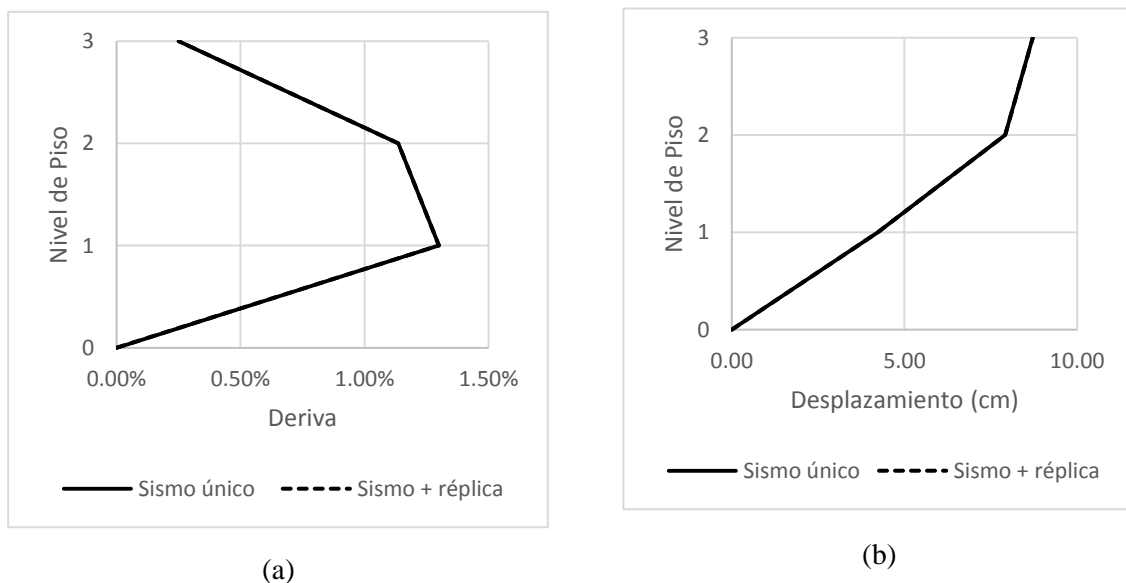 3
2
1
0
Nivel de Piso
0.00% 0.50% 1.00% 1.50%
Deriva
Sismo único Sismo + réplica
(a)
3
2
1
0
Nivel de Piso
0.00 5.00 10.00
Desplazamiento (cm)
Sismo único Sismo + réplica
(b)